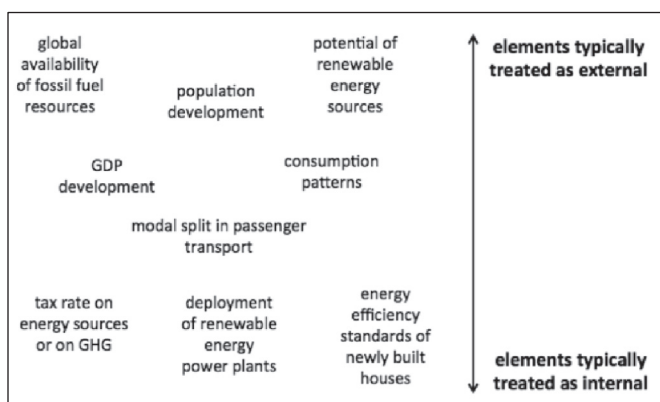 global
availability
of fossil fuel
resources
population
development
potential of
renewable
energy
sources
elements typically
treated as external
GDP
development
consumption
patterns
modal split in passenger
transport
tax rate on
energy sources
or on GHG
deployment
of renewable
energy
power plants
energy
efficiency
standards of
newly built
houses
elements typically
treated as internal